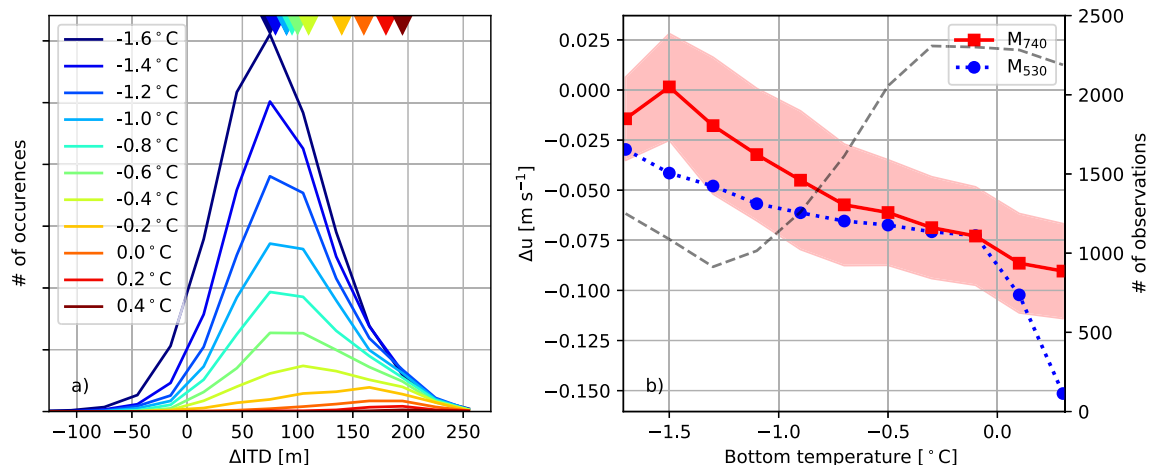 -1.6°C
-1.4°C
-1.2°C
-1.0°C
-0.8°C
-0.6°C
-0.4°C
-0.2°C
0.0°C
0.2°C
0.4°C
# of occurences
a)
−100 −50 0 50 100 150 200 250
ΔITD [m]
M740
M530
0.025
0.000
−0.025
−0.050
−0.075
−0.100
−0.125
−0.150
Δu [m s⁻¹]
b)
−1.5 −1.0 −0.5 0.0
Bottom temperature [°C]
2500
2000
1500
1000
500
0
# of observations